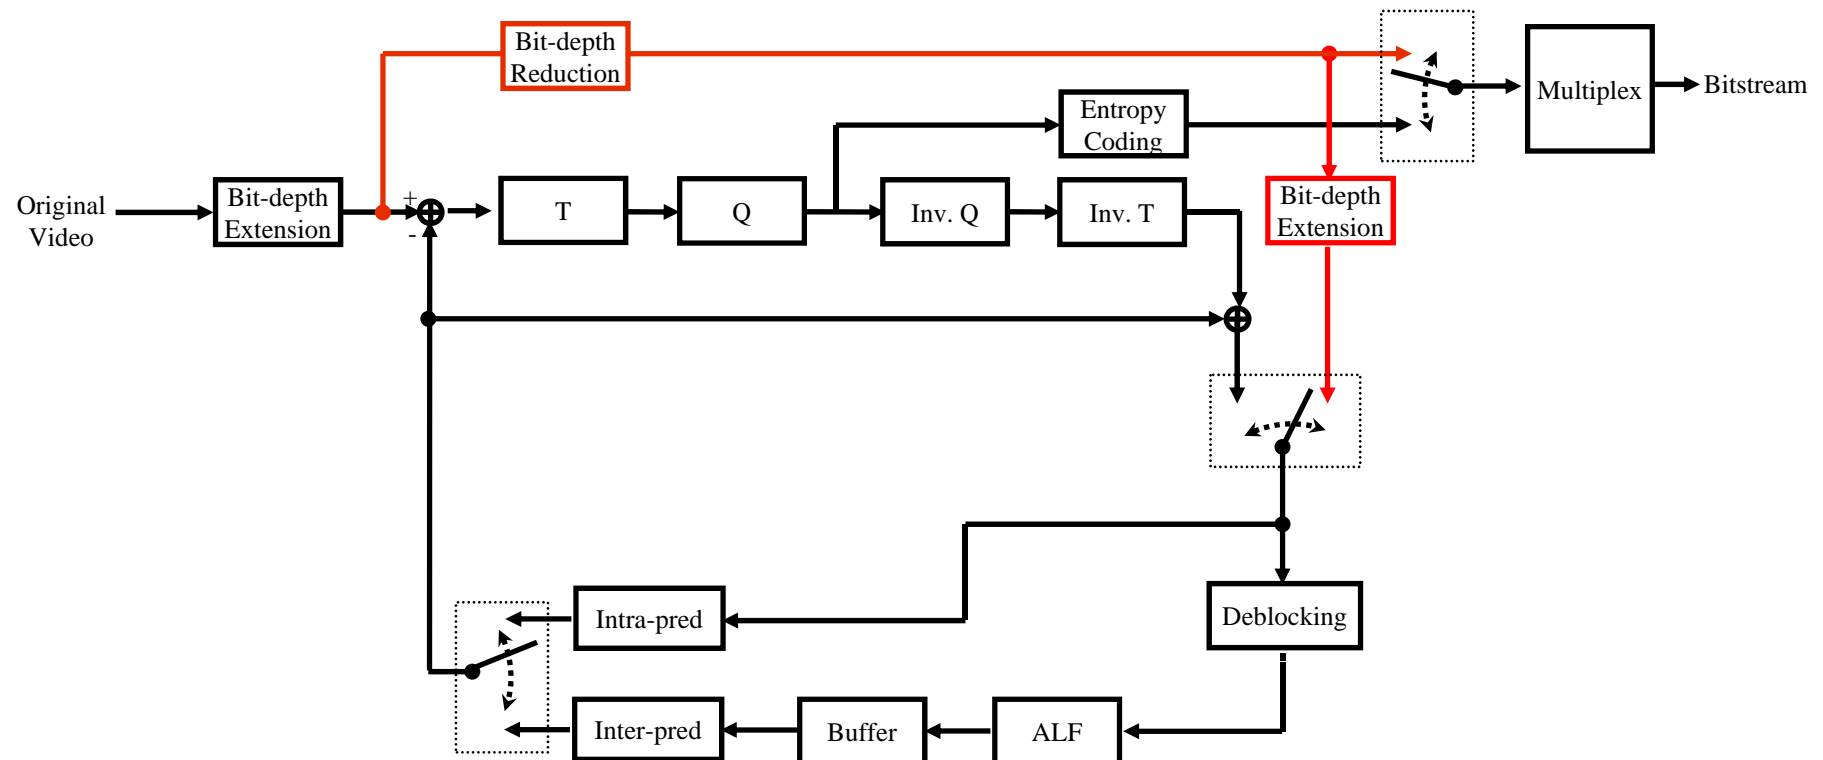 Bit-depth
Reduction
Entropy
Coding
Multiplex
Bitstream
Original
Video
Bit-depth
Extension
+
-
T
Q
Inv. Q
Inv. T
Bit-depth
Extension
Intra-pred
Deblocking
Inter-pred
Buffer
ALF